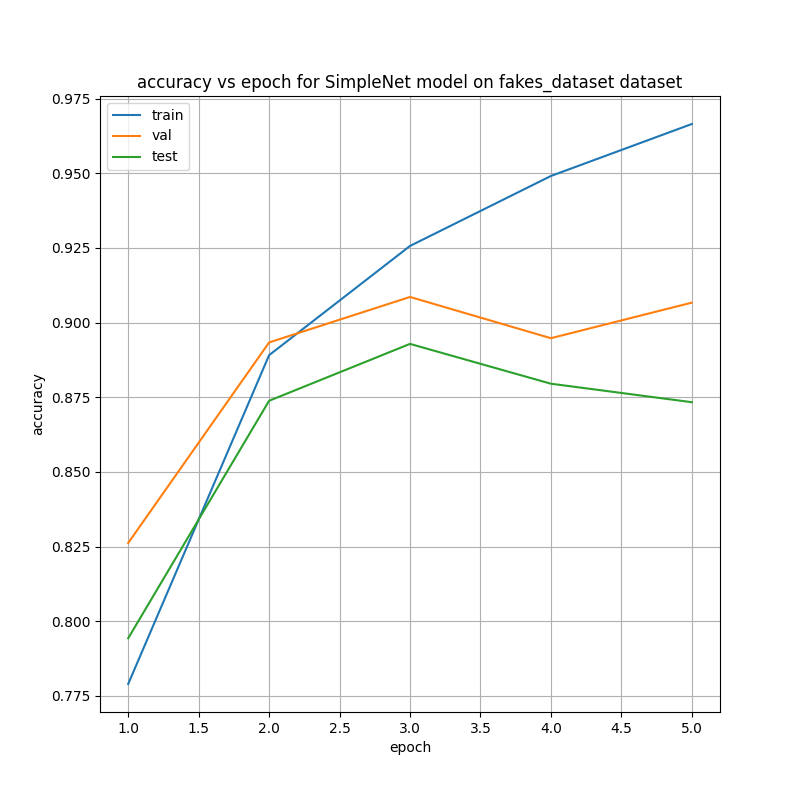 accuracy vs epoch for SimpleNet model on fakes_dataset dataset
0.975
0.950
0.925
0.900
0.875
0.850
0.825
0.800
0.775
accuracy
train
val
test
1.0 1.5 2.0 2.5 3.0 3.5 4.0 4.5 5.0
epoch